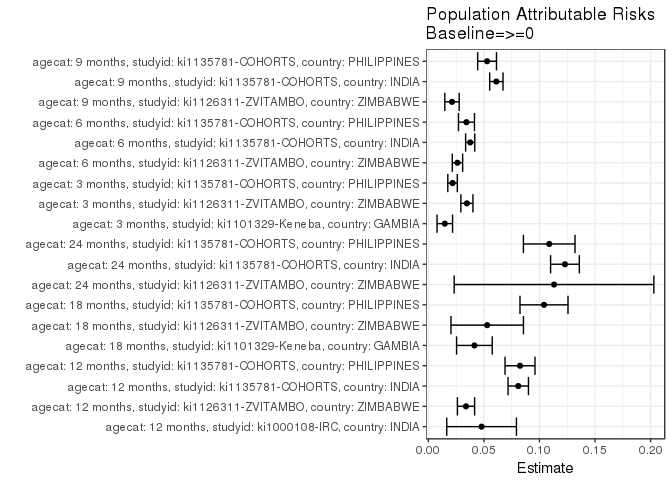 Population Attributable Risks
Baseline=>=0
agecat: 9 months, studyid: ki1135781-COHORTS, country: PHILIPPINES
agecat: 9 months, studyid: ki1135781-COHORTS, country: INDIA
agecat: 9 months, studyid: ki1126311-ZVITAMBO, country: ZIMBABWE
agecat: 6 months, studyid: ki1135781-COHORTS, country: PHILIPPINES
agecat: 6 months, studyid: ki1135781-COHORTS, country: INDIA
agecat: 6 months, studyid: ki1126311-ZVITAMBO, country: ZIMBABWE
agecat: 3 months, studyid: ki1135781-COHORTS, country: PHILIPPINES
agecat: 3 months, studyid: ki1126311-ZVITAMBO, country: ZIMBABWE
agecat: 3 months, studyid: ki1101329-Keneba, country: GAMBIA
agecat: 24 months, studyid: ki1135781-COHORTS, country: PHILIPPINES
agecat: 24 months, studyid: ki1135781-COHORTS, country: INDIA
agecat: 24 months, studyid: ki1126311-ZVITAMBO, country: ZIMBABWE
agecat: 18 months, studyid: ki1135781-COHORTS, country: PHILIPPINES
agecat: 18 months, studyid: ki1126311-ZVITAMBO, country: ZIMBABWE
agecat: 18 months, studyid: ki1101329-Keneba, country: GAMBIA
agecat: 12 months, studyid: ki1135781-COHORTS, country: PHILIPPINES
agecat: 12 months, studyid: ki1135781-COHORTS, country: INDIA
agecat: 12 months, studyid: ki1126311-ZVITAMBO, country: ZIMBABWE
agecat: 12 months, studyid: ki1000108-IRC, country: INDIA
0.00 0.05 0.10 0.15 0.20
Estimate